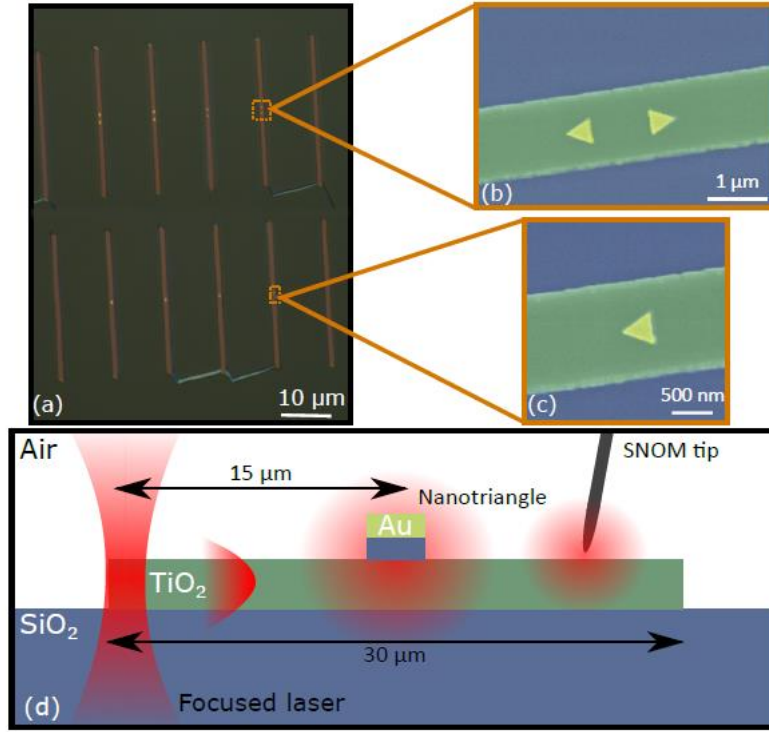 (a)
10 µm
(b)
1 µm
(c)
500 nm
Air
SNOM tip
15 µm
Nanotriangle
Au
TiO₂
SiO₂
30 µm
(d)
Focused laser